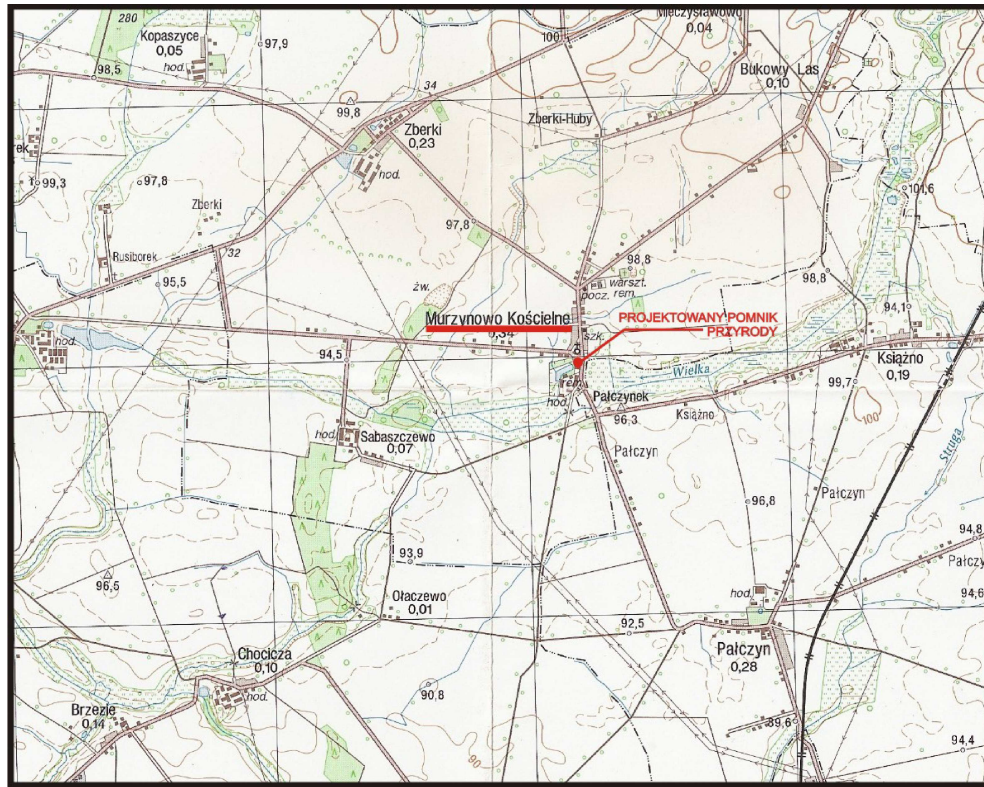 280
Kopaszyce
0,05
hod.
97,9
98,5
100
Mieczysławowo
0,04
Bukowy Las
0,10
34
99,8
Zberki
0,23
hod.
Zberki-Huby
99,3
97,8
Zberki
101,6
97,8
Rusiborek
32
95,5
98,8
warszt.
pocz. rem.
98,8
żw.
94,1
Murzynowo Kościelne
0,34
szk.
PROJEKTOWANY POMNIK
PRZYRODY
hod.
94,5
Książno
0,19
Wielka
99,7
rem.
hod.
Pałczynek
96,3
Książno
100
hod.
Sabaszczewo
0,07
Pałczyn
Struga
96,8
Pałczyn
94,8
93,9
Pałczy
96,5
hod.
94,6
Ołaczewo
0,01
92,5
Pałczyn
0,28
Chocicza
0,10
hod.
90,8
Brzezie
0,14
39,6
90
94,4